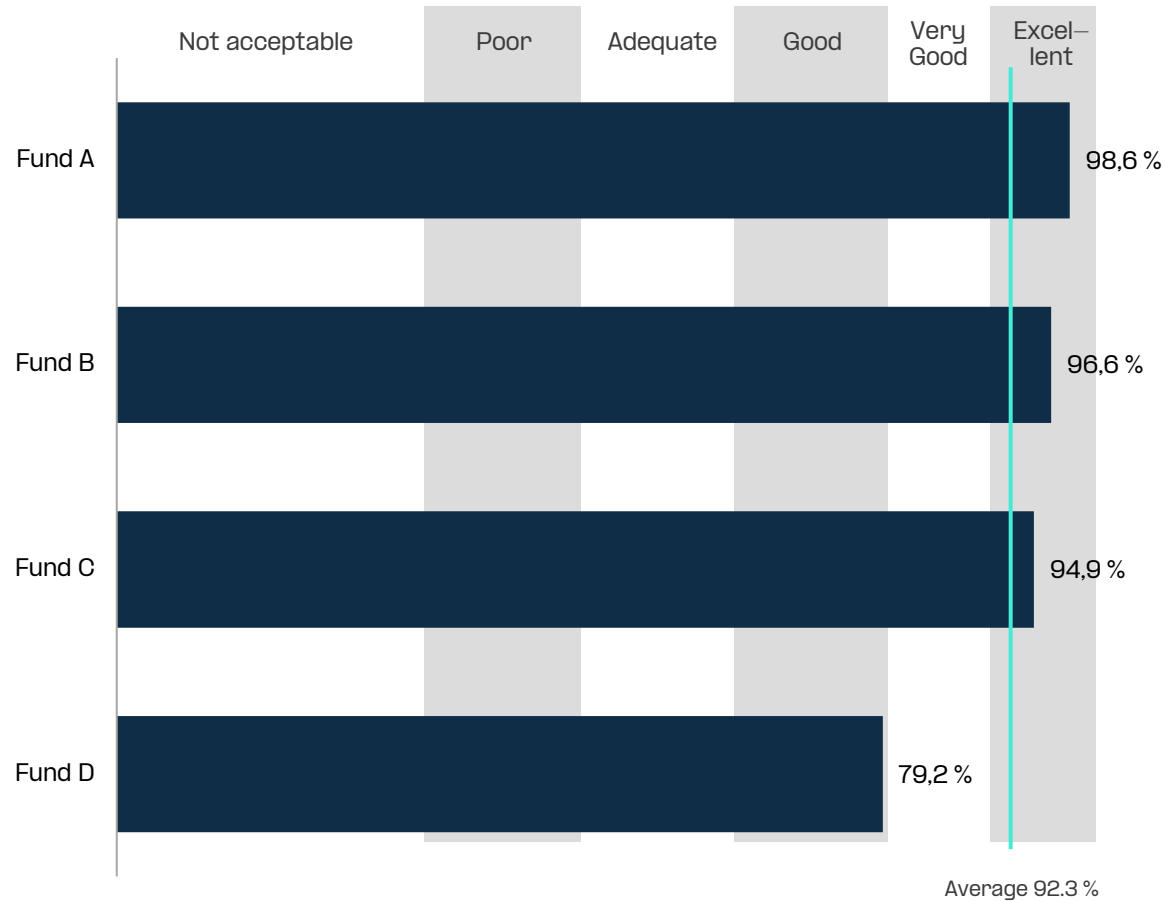 Not acceptable
Poor
Adequate
Good
Very
Good
Excel–
lent
Fund A
98,6 %
Fund B
96,6 %
Fund C
94,9 %
Fund D
79,2 %
Average 92.3 %